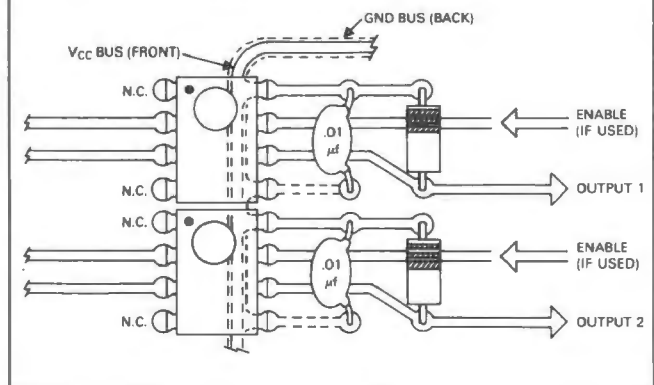 GND BUS (BACK)
VCC BUS (FRONT)
N.C.
.01
µf
ENABLE
(IF USED)
OUTPUT 1
N.C.
N.C.
.01
µf
ENABLE
(IF USED)
OUTPUT 2
N.C.